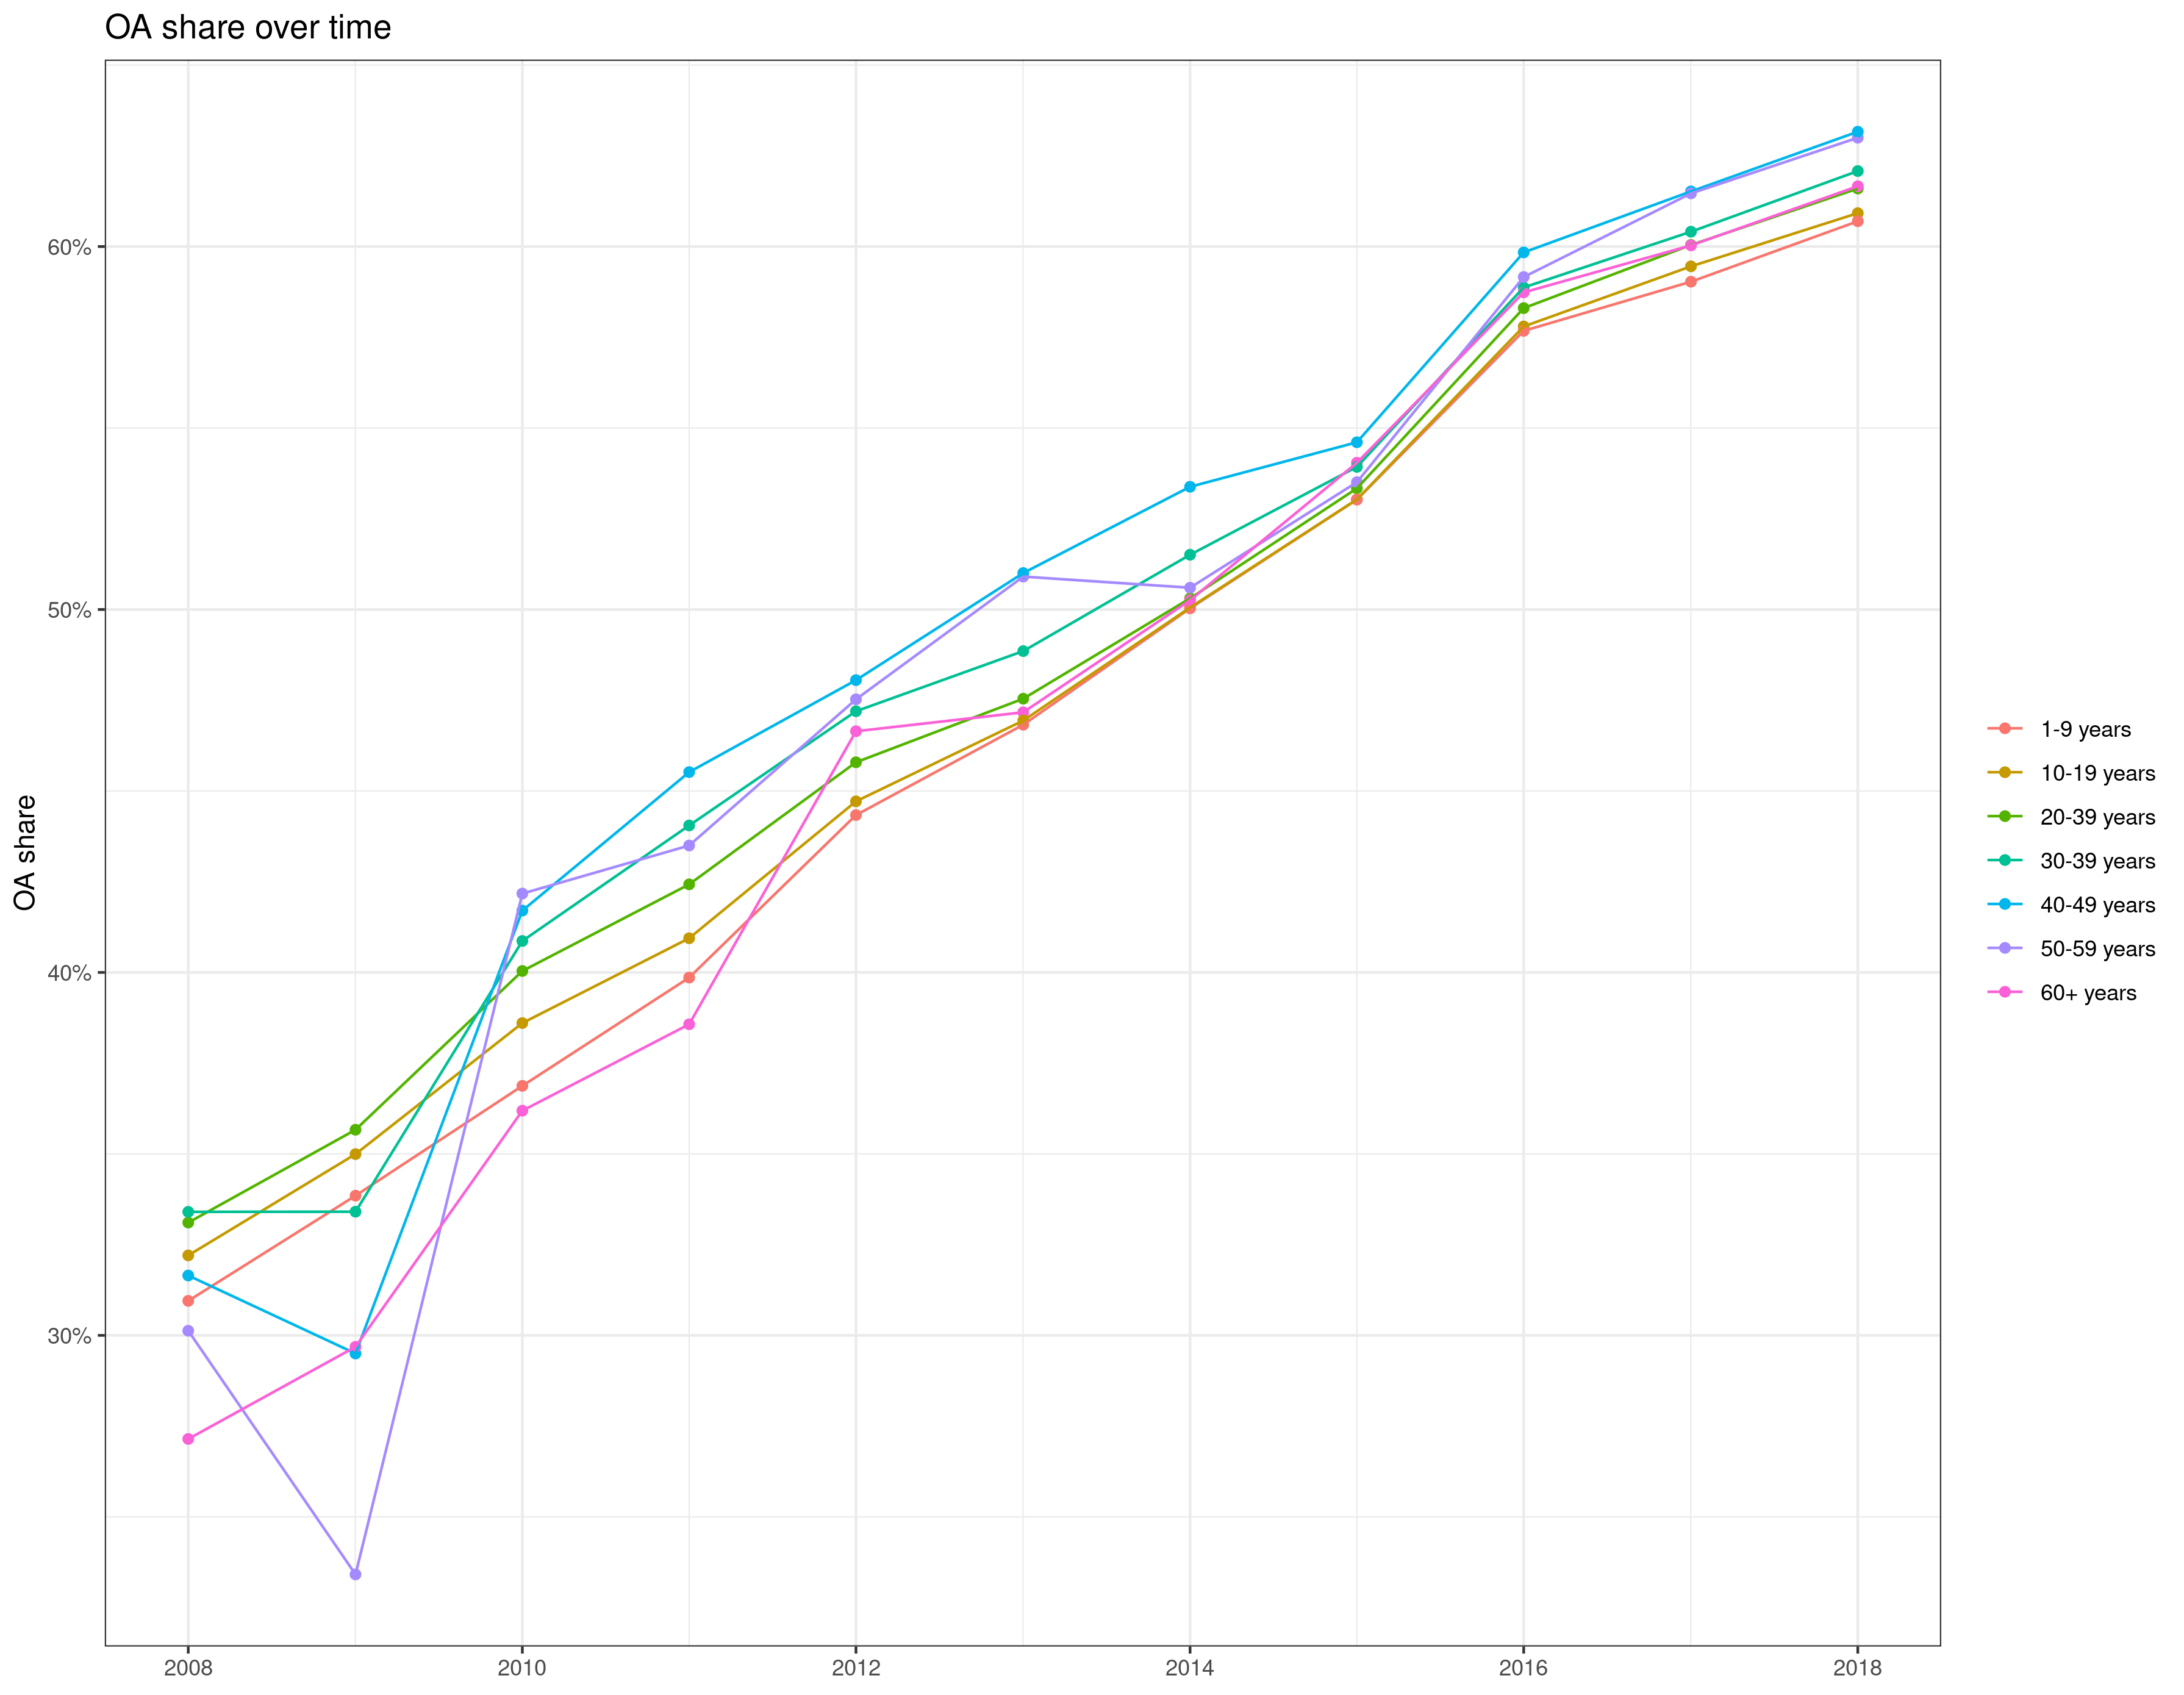 OA share over time
OA share
60%
50%
40%
30%
2008
2010
2012
2014
2016
2018
1-9 years
10-19 years
20-39 years
30-39 years
40-49 years
50-59 years
60+ years